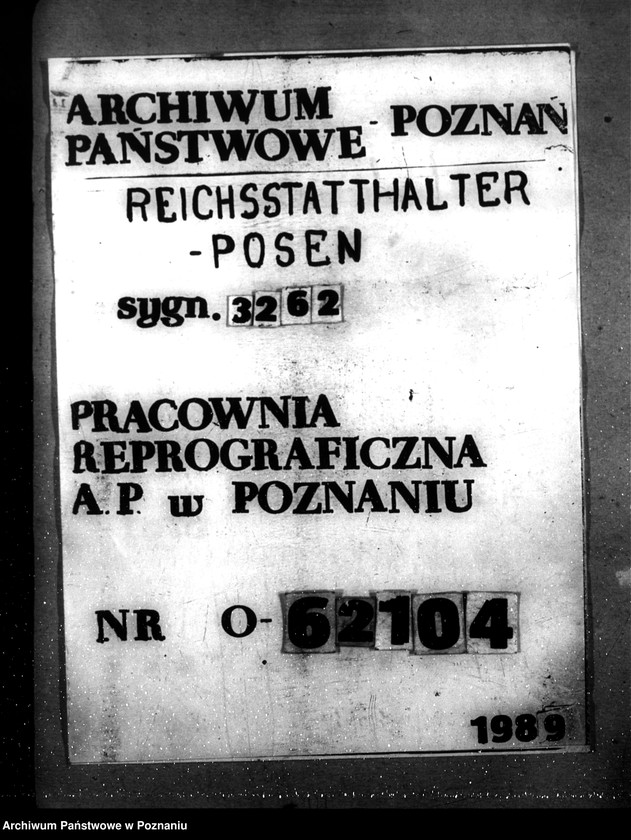 ARCHIWUM
PAŃSTWOWE - POZNAŃ
REICHSSTATTHALTER
-POSEN
sygn. 3262
PRACOWNIA
REPROGRAFICZNA
A.P. w POZNANIU
NR O-62104
1989
Archiwum Państwowe w Poznaniu